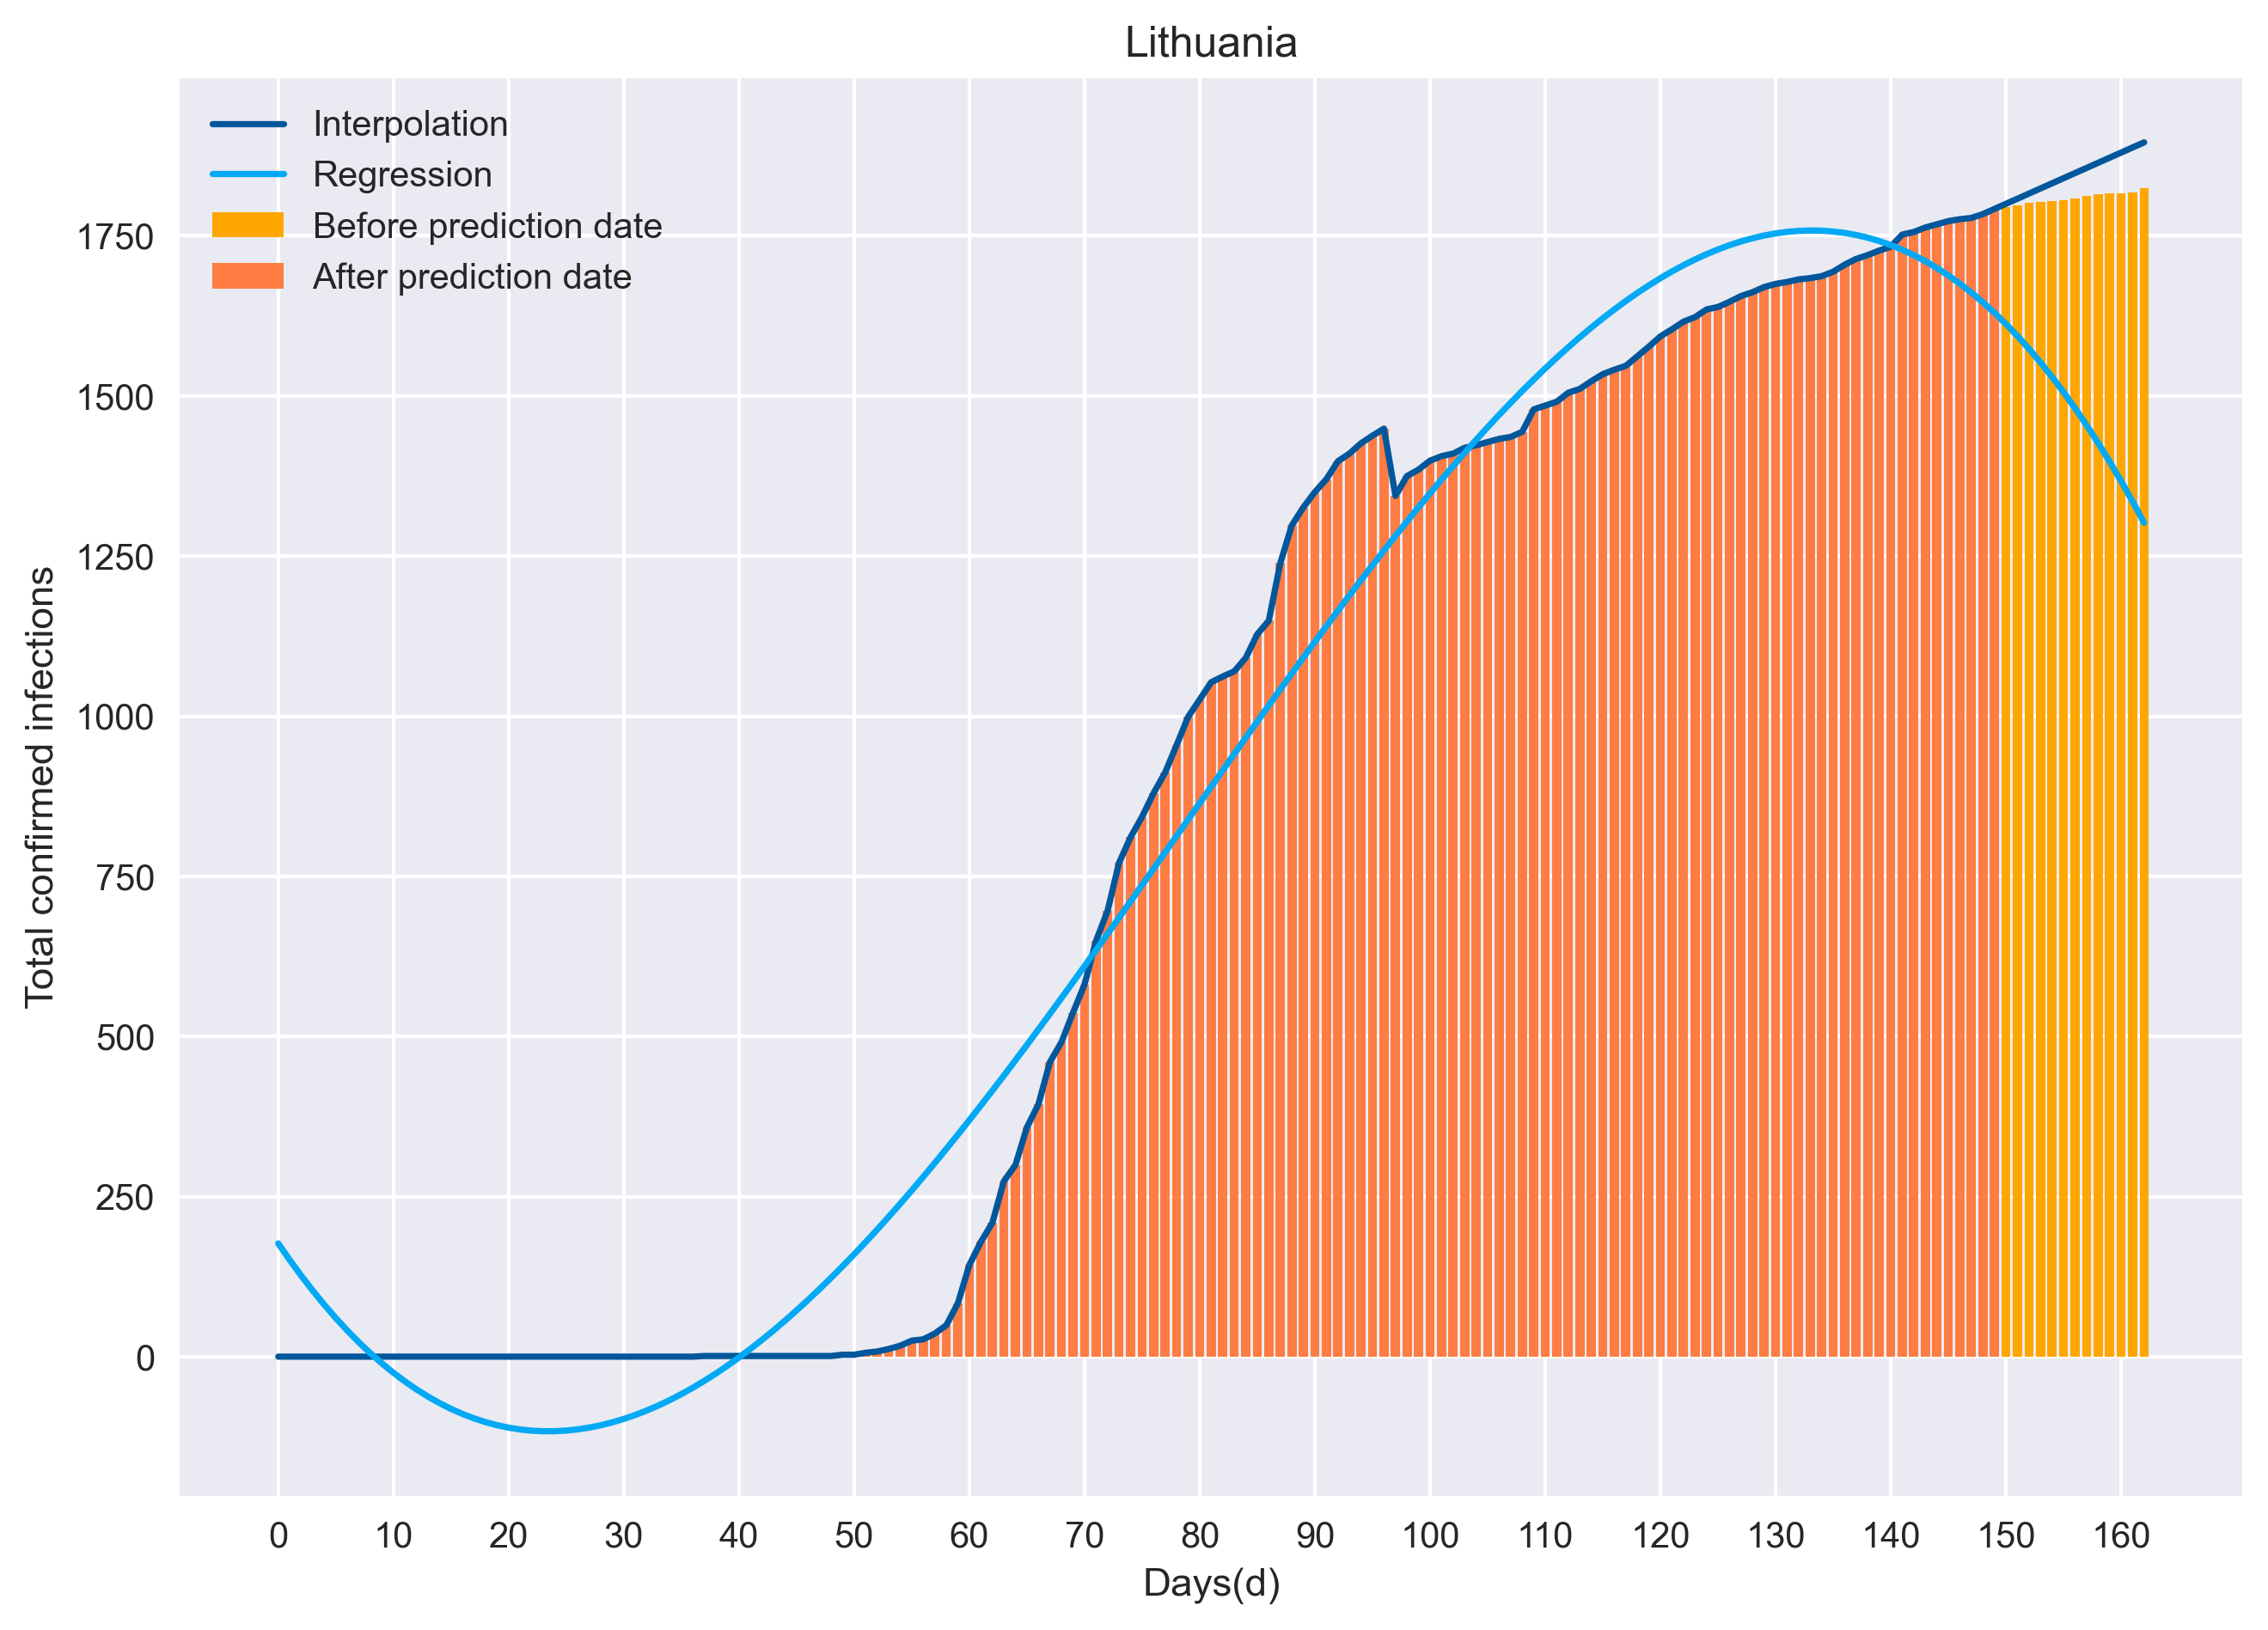 Lithuania
Interpolation
Regression
Before prediction date
After prediction date
1750
1500
1250
1000
750
500
250
0
Total confirmed infections
0 10 20 30 40 50 60 70 80 90 100 110 120 130 140 150 160
Days(d)